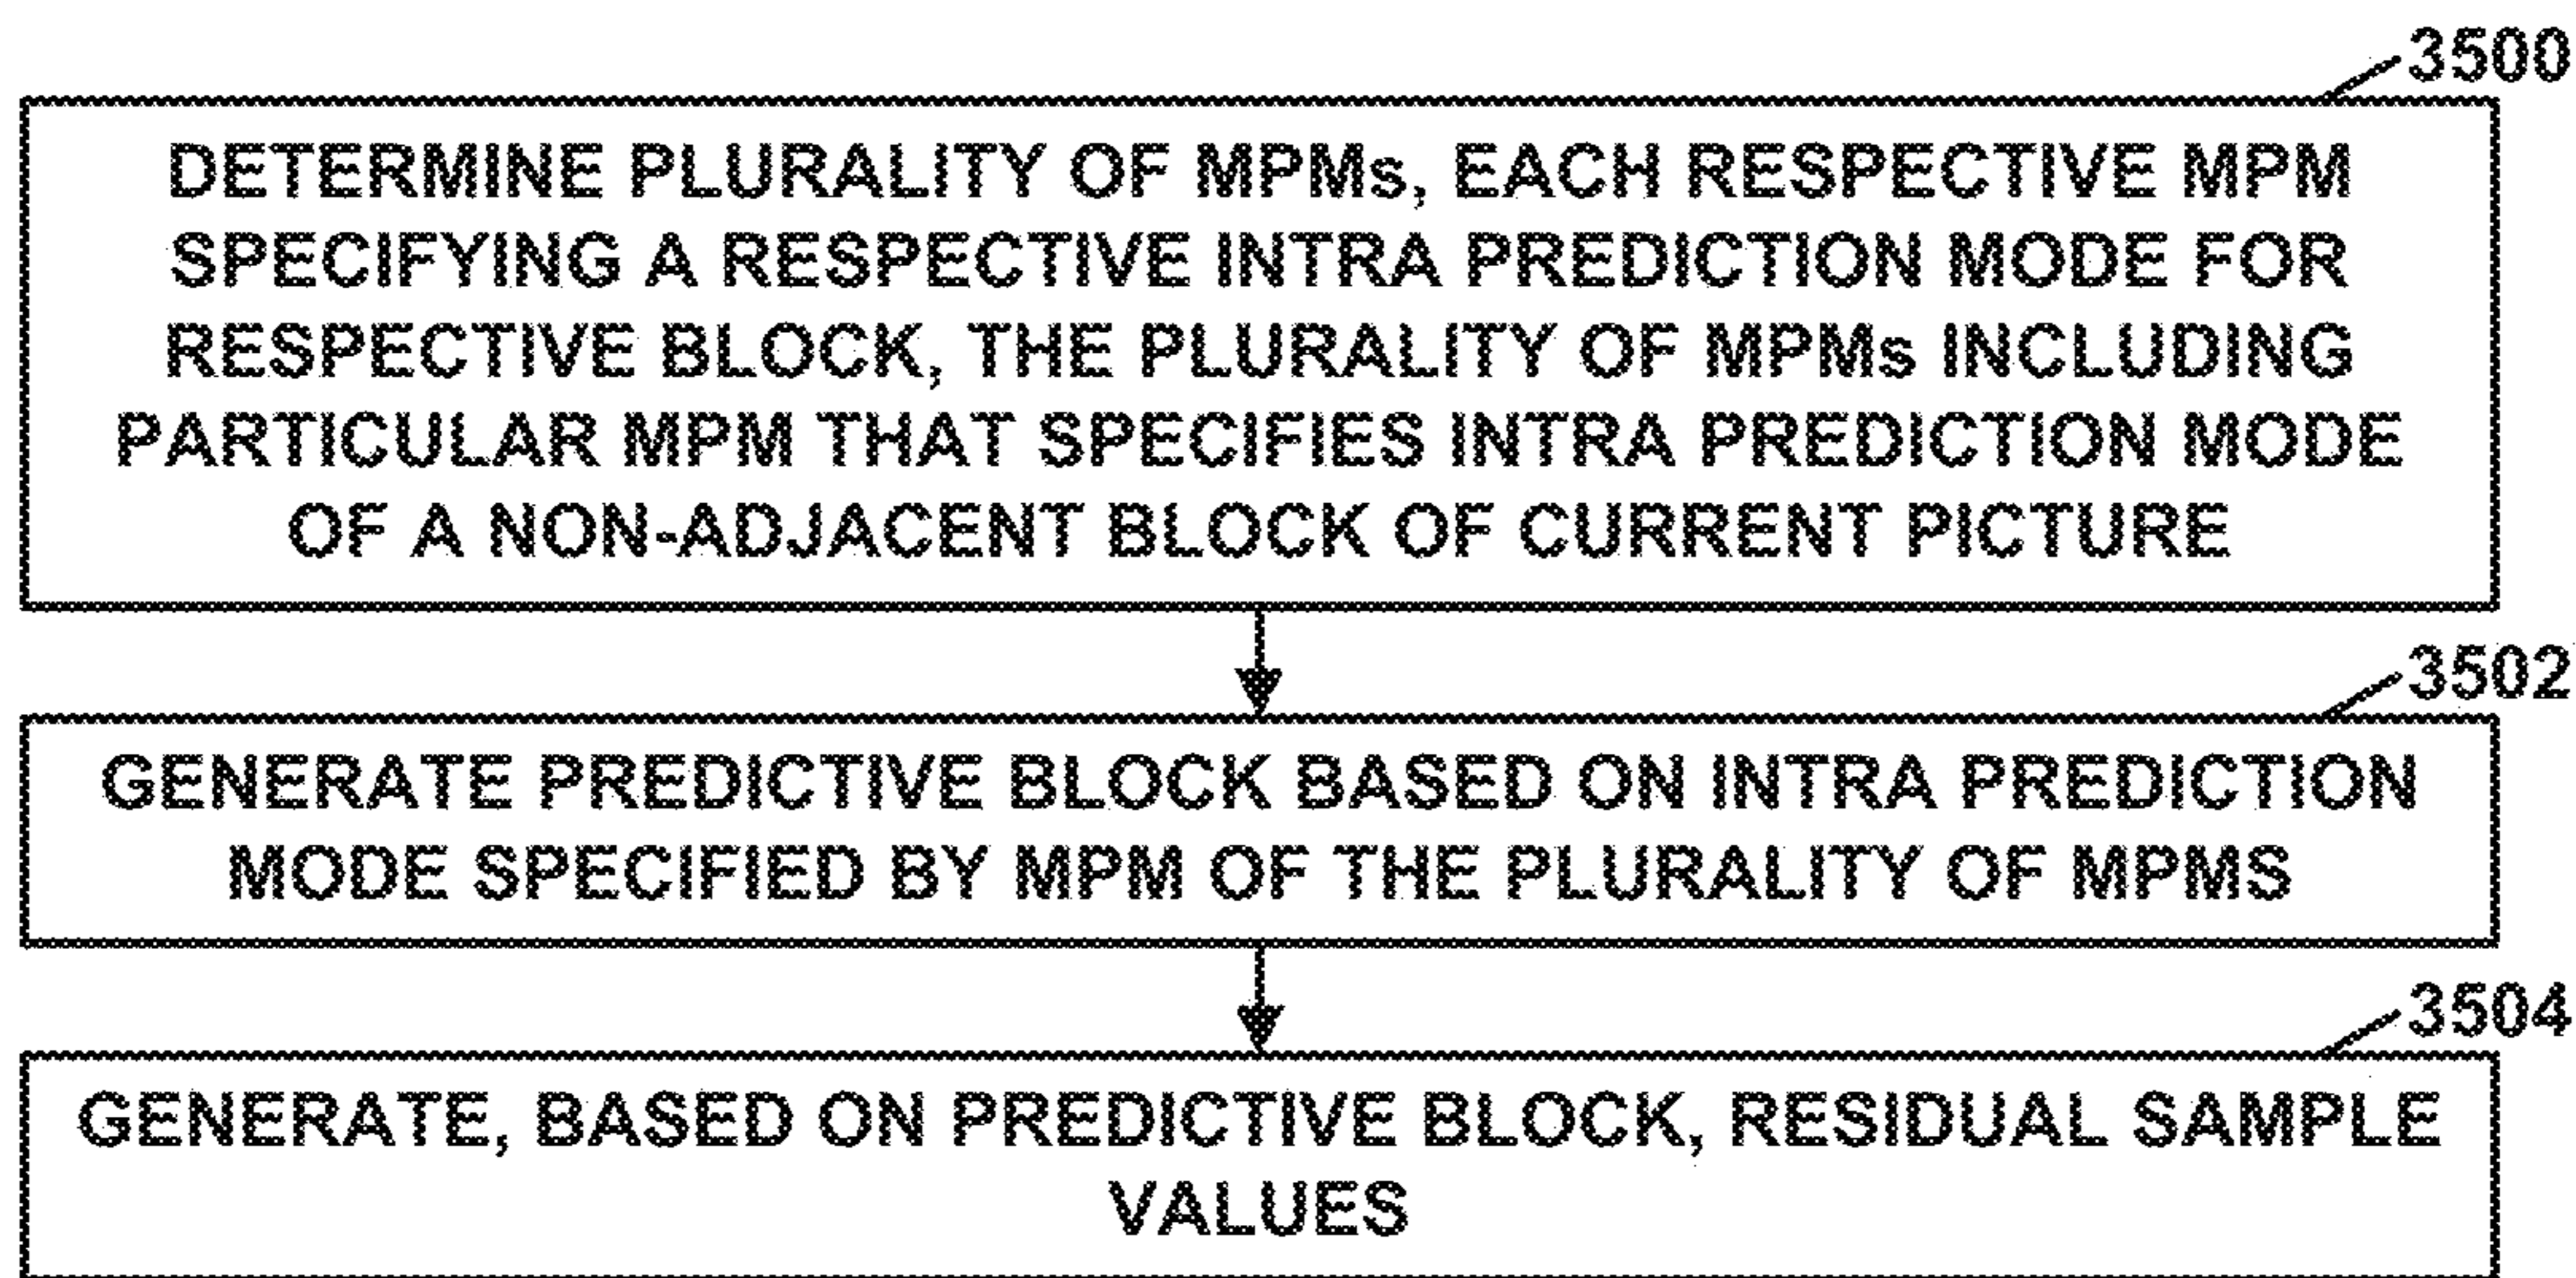 3500
DETERMINE PLURALITY OF MPMs, EACH RESPECTIVE MPM
SPECIFYING A RESPECTIVE INTRA PREDICTION MODE FOR
RESPECTIVE BLOCK, THE PLURALITY OF MPMs INCLUDING
PARTICULAR MPM THAT SPECIFIES INTRA PREDICTION MODE
OF A NON-ADJACENT BLOCK OF CURRENT PICTURE
3502
GENERATE PREDICTIVE BLOCK BASED ON INTRA PREDICTION
MODE SPECIFIED BY MPM OF THE PLURALITY OF MPMS
3504
GENERATE, BASED ON PREDICTIVE BLOCK, RESIDUAL SAMPLE
VALUES